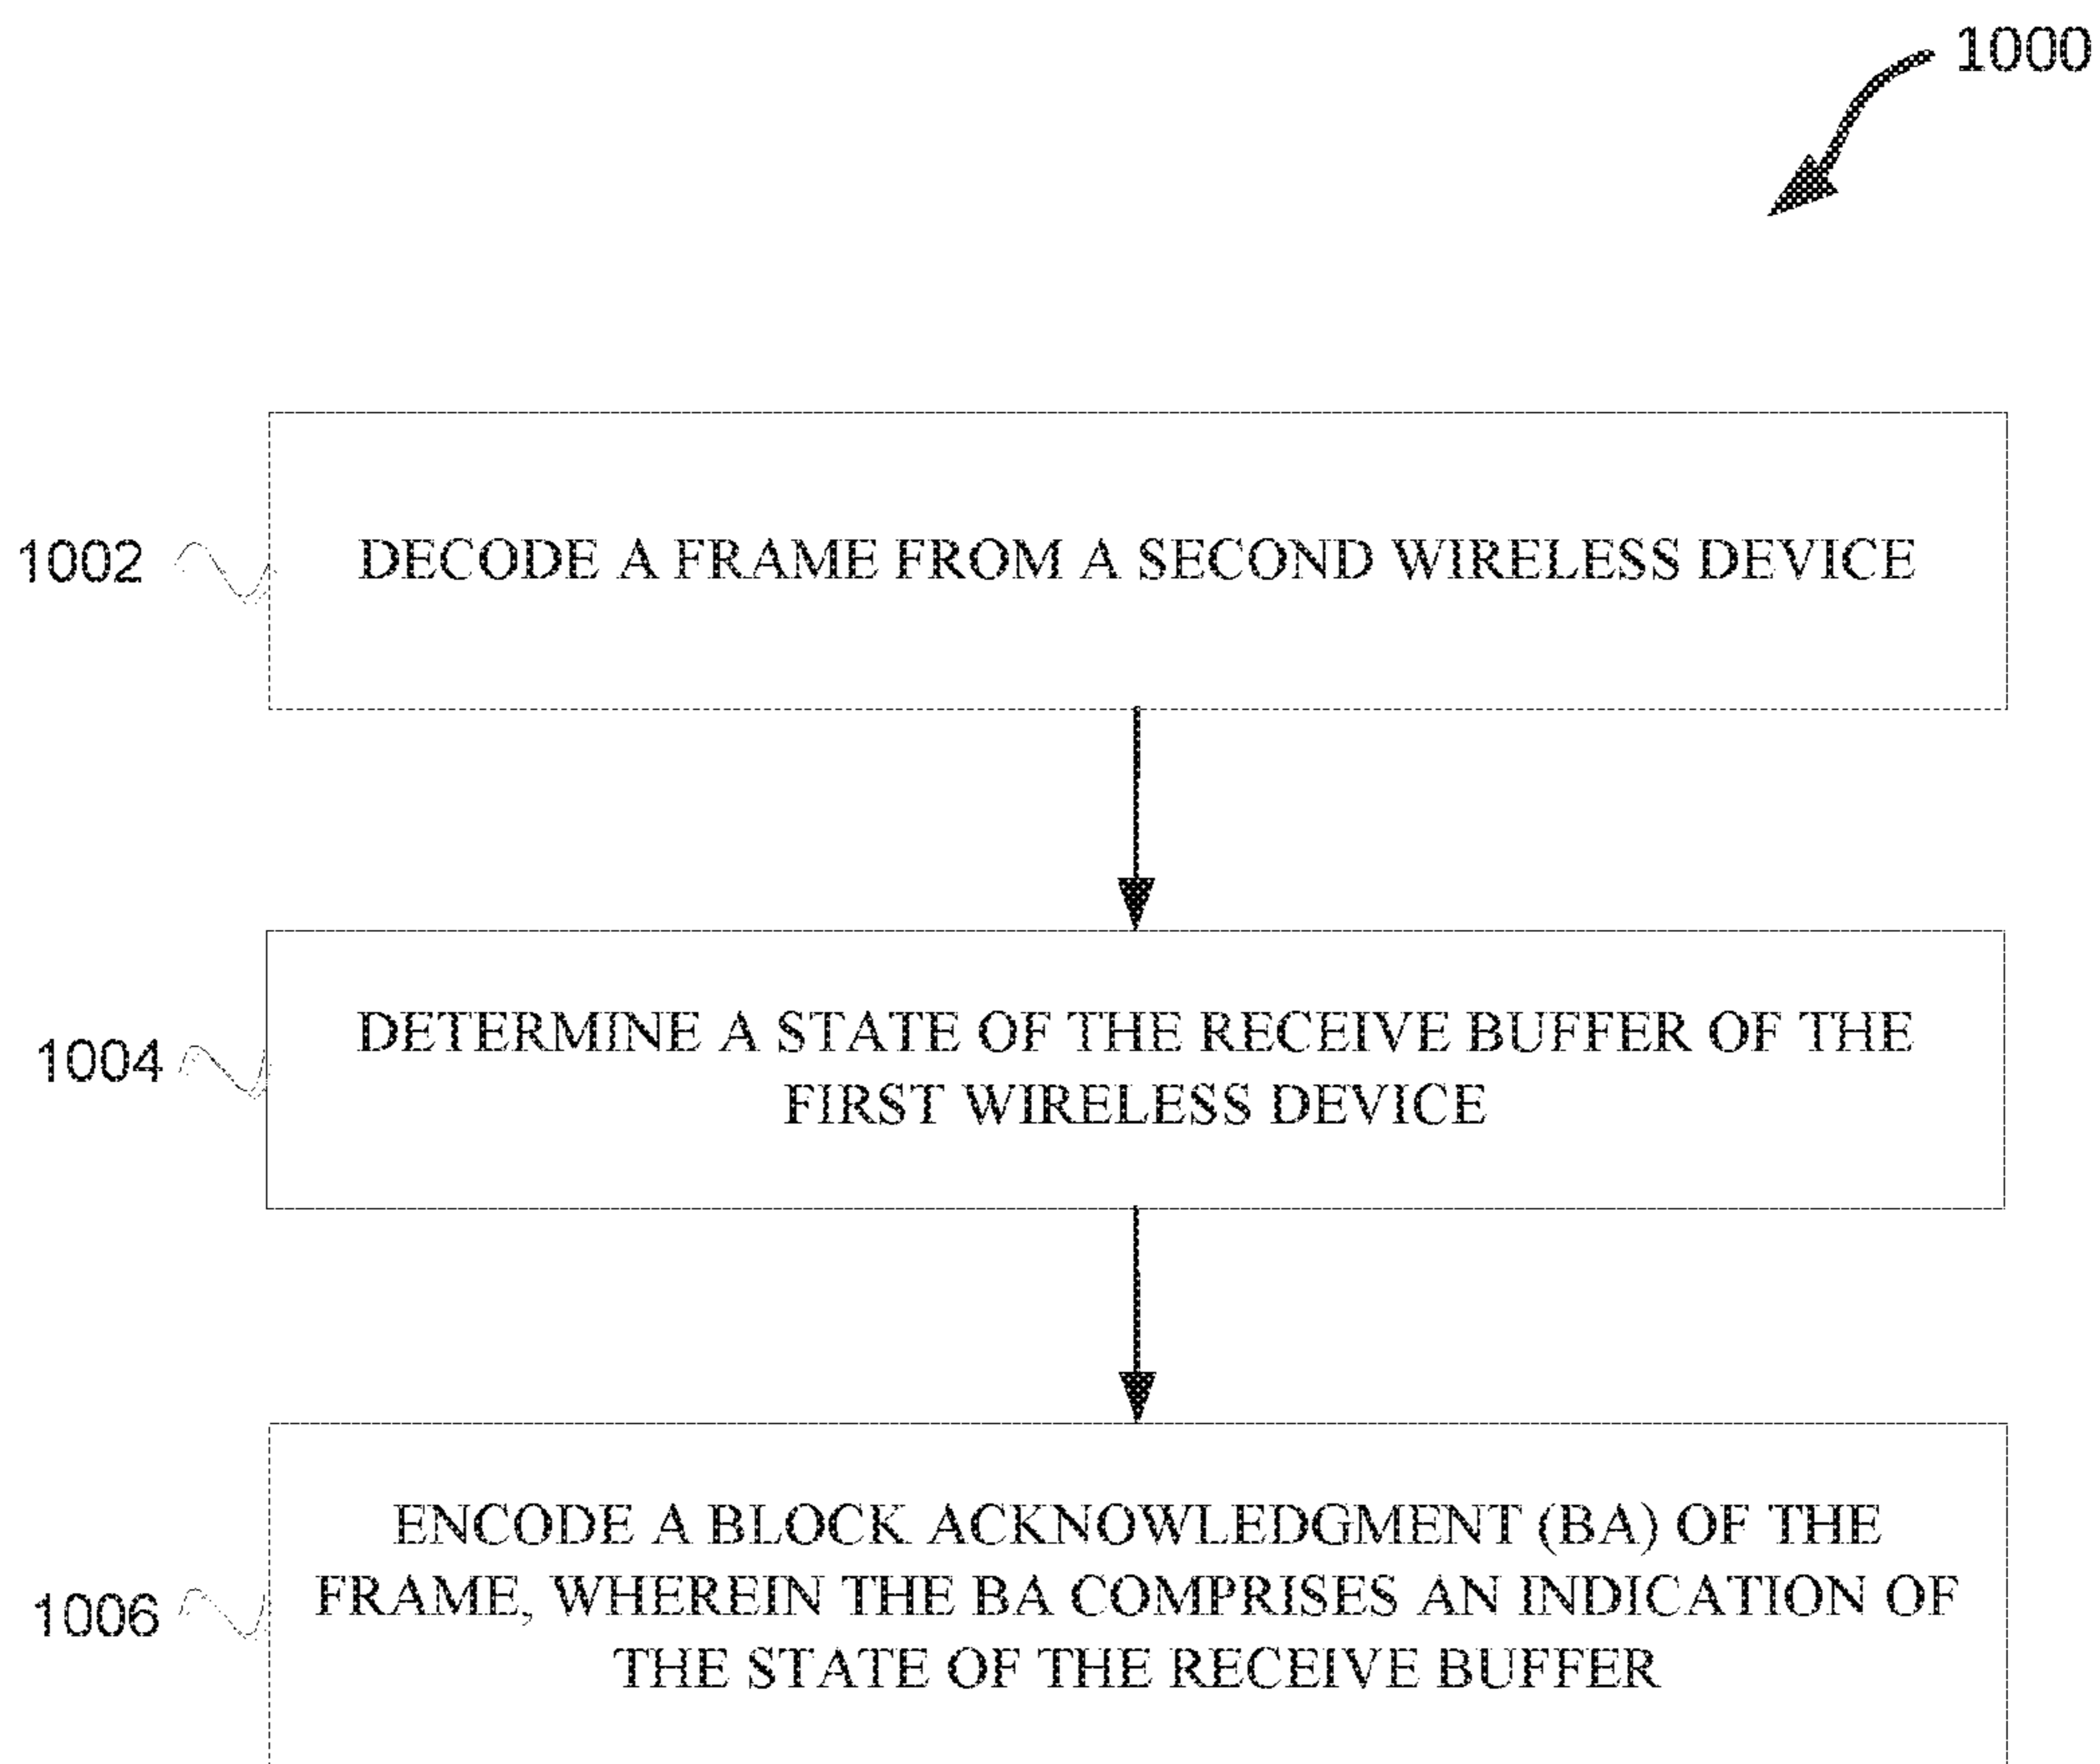 1000
1002
DECODE A FRAME FROM A SECOND WIRELESS DEVICE
1004
DETERMINE A STATE OF THE RECEIVE BUFFER OF THE
FIRST WIRELESS DEVICE
1006
ENCODE A BLOCK ACKNOWLEDGMENT (BA) OF THE
FRAME, WHEREIN THE BA COMPRISES AN INDICATION OF
THE STATE OF THE RECEIVE BUFFER